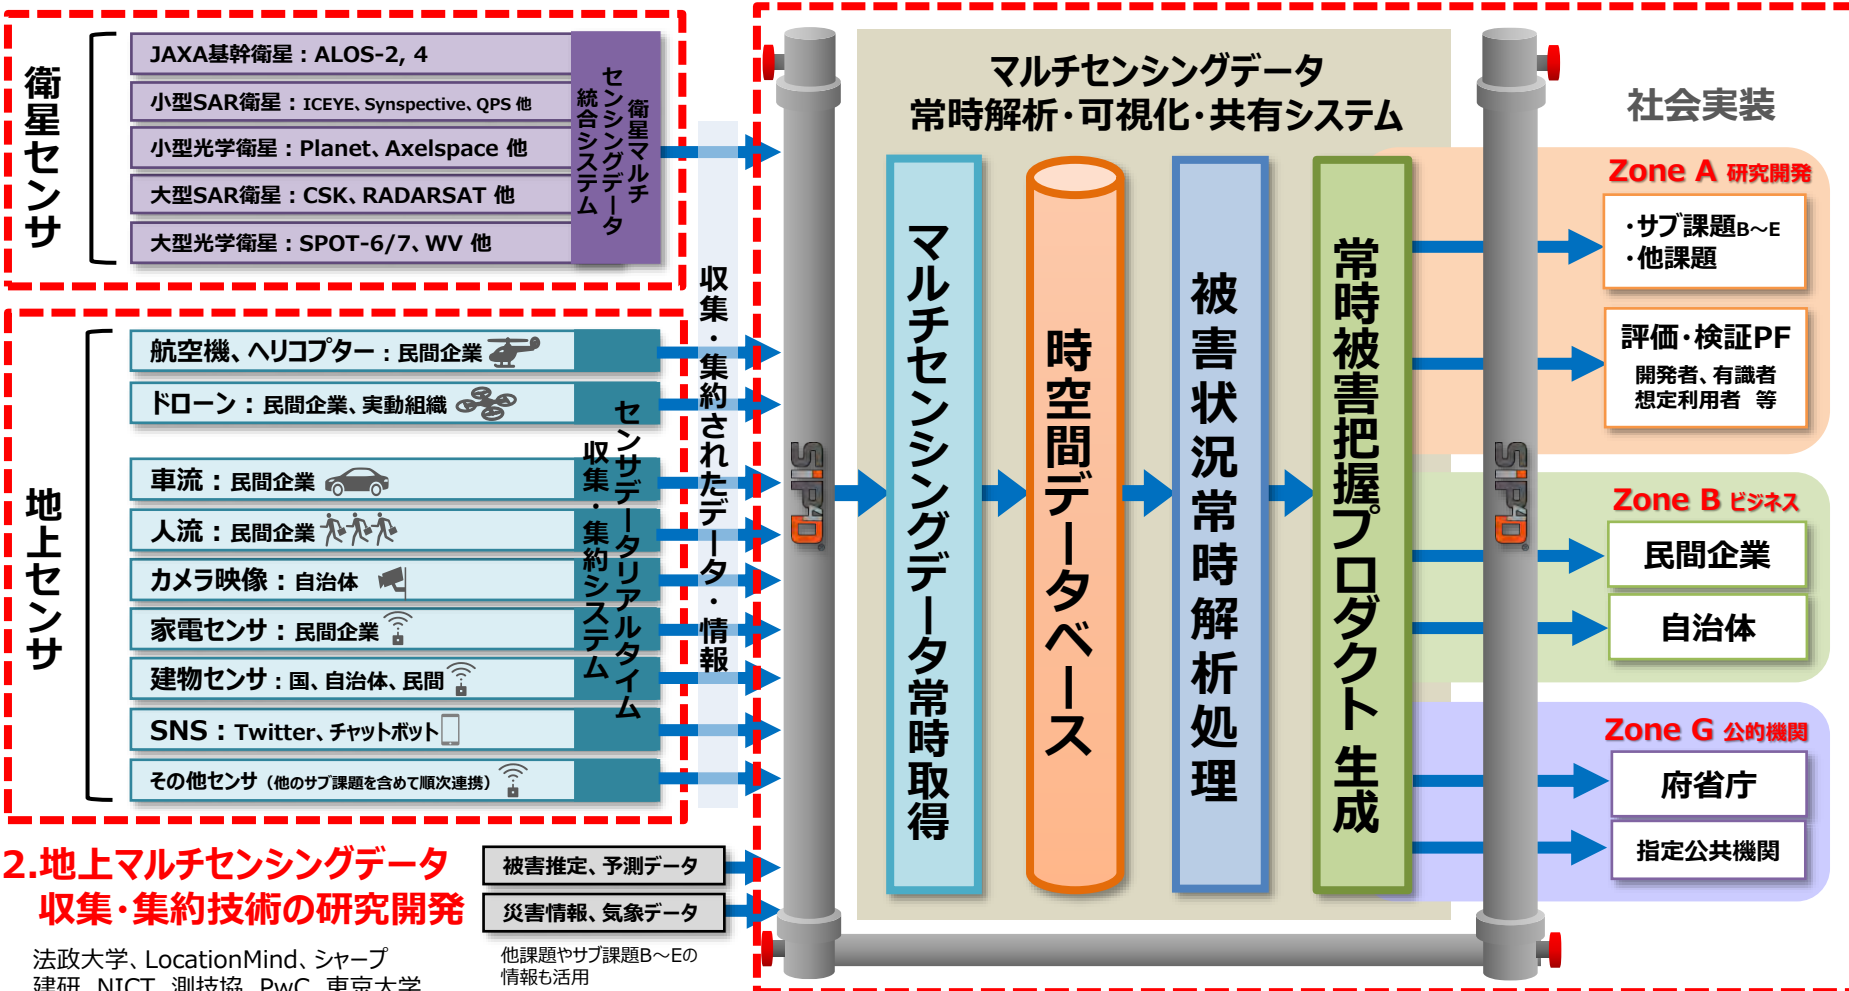 衛星センサ
JAXA基幹衛星：ALOS-2, 4
小型SAR衛星：ICEYE、Synspective、QPS 他
小型光学衛星：Planet、Axelspace 他
大型SAR衛星：CSK、RADARSAT 他
大型光学衛星：SPOT-6/7、WV 他
衛星マルチ
センシングデータ
統合システム
地上センサ
航空機、ヘリコプター：民間企業
ドローン：民間企業、実動組織
車流：民間企業
人流：民間企業
カメラ映像：自治体
家電センサ：民間企業
建物センサ：国、自治体、民間
SNS：Twitter、チャットボット
その他センサ（他のサブ課題を含めて順次連携）
センサデータリアルタイム
収集・集約システム
収集・集約されたデータ・情報
2.地上マルチセンシングデータ
収集・集約技術の研究開発
法政大学、LocationMind、シャープ
建研、NICT、測技協、PwC、東京大学
被害推定、予測データ
災害情報、気象データ
他課題やサブ課題B～Eの
情報も活用
SIP4D
マルチセンシングデータ
常時解析・可視化・共有システム
マルチセンシングデータ常時取得
時空間データベース
被害状況常時解析処理
常時被害把握プロダクト生成
SIP4D
社会実装
Zone A 研究開発
・サブ課題B～E
・他課題
評価・検証PF
開発者、有識者
想定利用者 等
Zone B ビジネス
民間企業
自治体
Zone G 公的機関
府省庁
指定公共機関